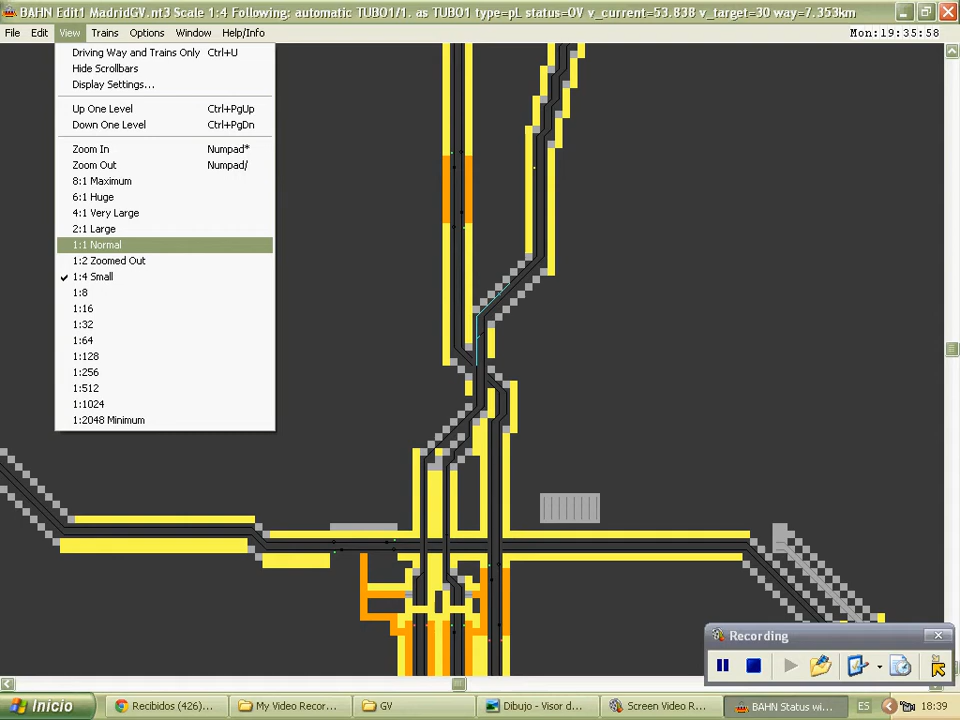 BAHN Edit1 MadridGV.nt3 Scale 1:4 Following: automatic TUBO1/1. as TUBO1 type=pL status=0V v_current=53.838 v_target=30 way=7.353km
File Edit View Trains Options Window Help/Info Mon:19:35:58
Driving Way and Trains Only Ctrl+U
Hide Scrollbars
Display Settings...
Up One Level Ctrl+PgUp
Down One Level Ctrl+PgDn
Zoom In Numpad*
Zoom Out Numpad/
8:1 Maximum
6:1 Huge
4:1 Very Large
2:1 Large
1:1 Normal
1:2 Zoomed Out
1:4 Small
1:8
1:16
1:32
1:64
1:128
1:256
1:512
1:1024
1:2048 Minimum
Recording
Inicio Recibidos (426)... My Video Recor... GV Dibujo - Visor d... Screen Video R... BAHN Status wi... ES 18:39